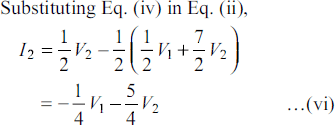 Substituting Eq. (iv) in Eq. (ii),
I₂ = 1/2 V₂ − 1/2 (1/2 V₁ + 7/2 V₂)
= −1/4 V₁ − 5/4 V₂ …(vi)